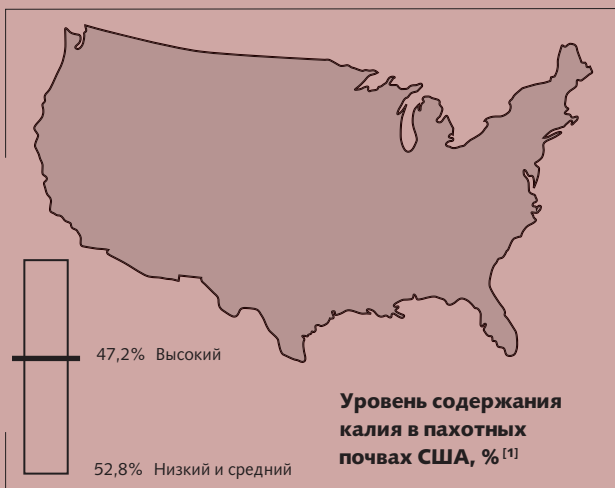 47,2% Высокий
52,8% Низкий и средний
Уровень содержания
калия в пахотных
почвах США, % [1]